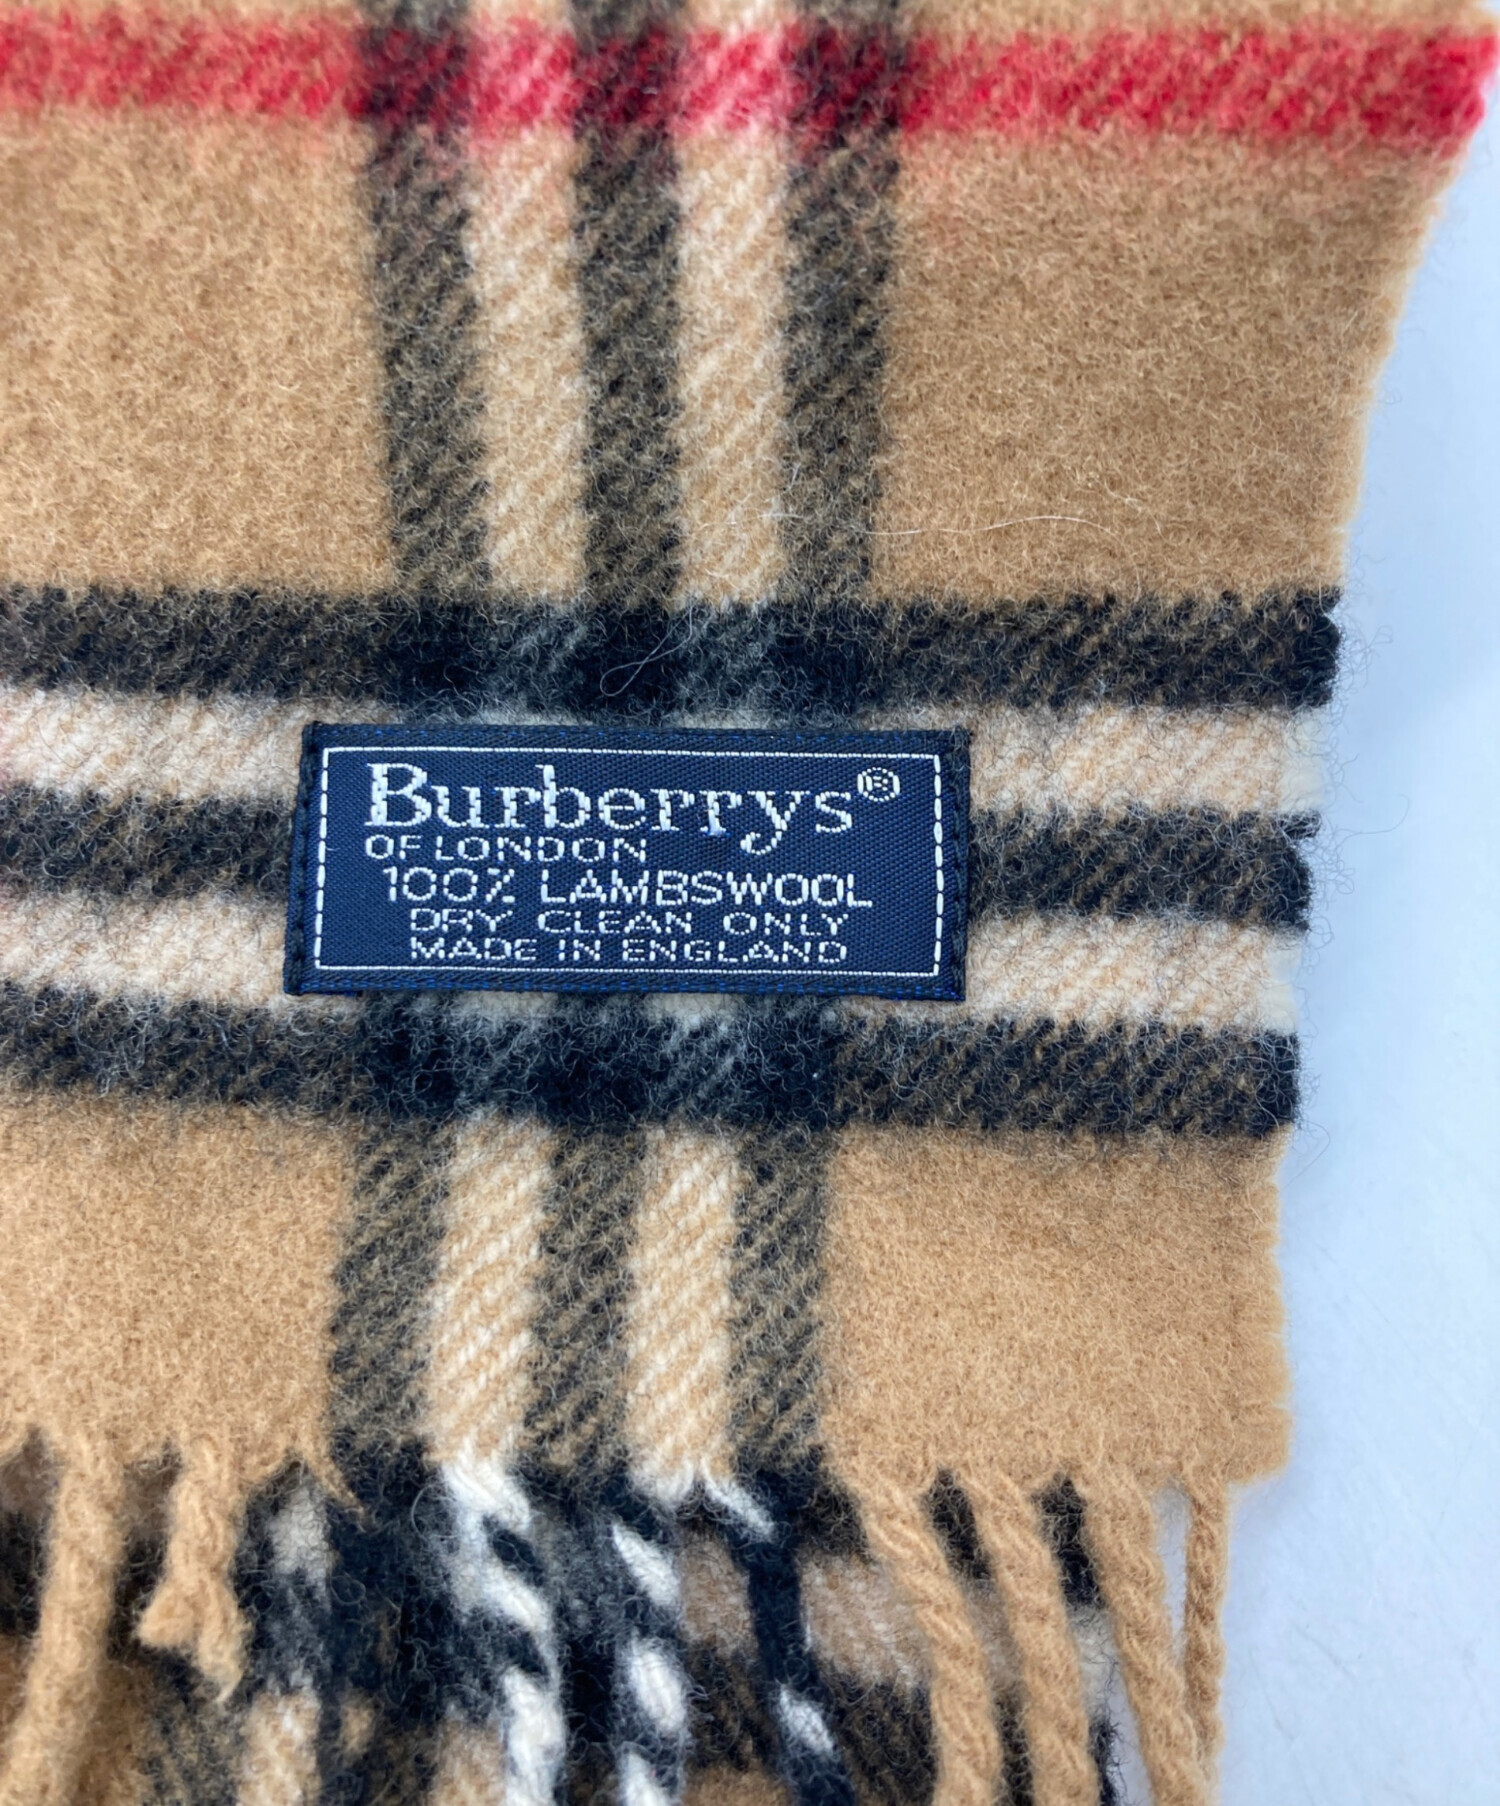 Burberrys®
OF LONDON
100% LAMBSWOOL
DRY CLEAN ONLY
MADE IN ENGLAND